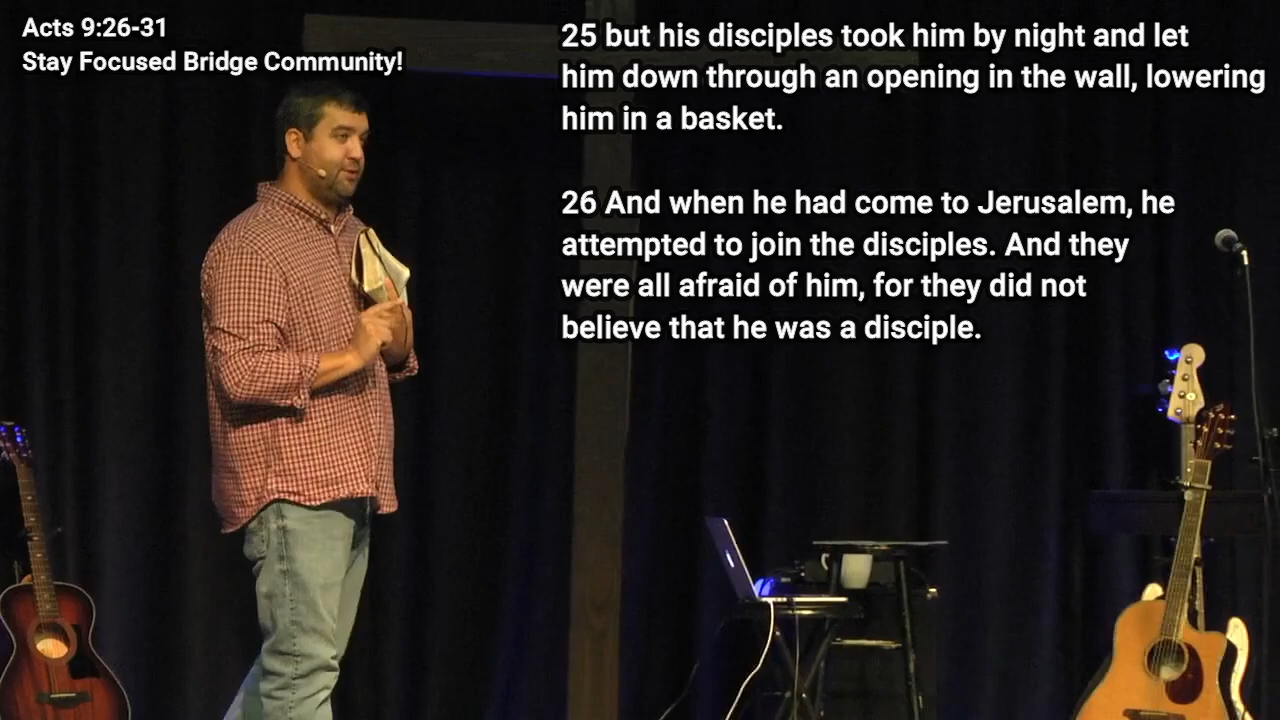 Acts 9:26-31
Stay Focused Bridge Community!
25 but his disciples took him by night and let
him down through an opening in the wall, lowering
him in a basket.
26 And when he had come to Jerusalem, he
attempted to join the disciples. And they
were all afraid of him, for they did not
believe that he was a disciple.